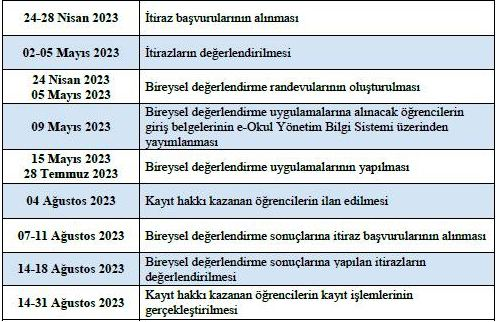 24-28 Nisan 2023 İtiraz başvurularının alınması
02-05 Mayıs 2023 İtirazların değerlendirilmesi
24 Nisan 2023
05 Mayıs 2023
Bireysel değerlendirme randevularının oluşturulması
09 Mayıs 2023
Bireysel değerlendirme uygulamalarına alınacak öğrencilerin
giriş belgelerinin e-Okul Yönetim Bilgi Sistemi üzerinden
yayımlanması
15 Mayıs 2023
28 Temmuz 2023
Bireysel değerlendirme uygulamalarının yapılması
04 Ağustos 2023 Kayıt hakkı kazanan öğrencilerin ilan edilmesi
07-11 Ağustos 2023 Bireysel değerlendirme sonuçlarına itiraz başvurularının alınması
14-18 Ağustos 2023
Bireysel değerlendirme sonuçlarına yapılan itirazların
değerlendirilmesi
14-31 Ağustos 2023
Kayıt hakkı kazanan öğrencilerin kayıt işlemlerinin
gerçekleştirilmesi